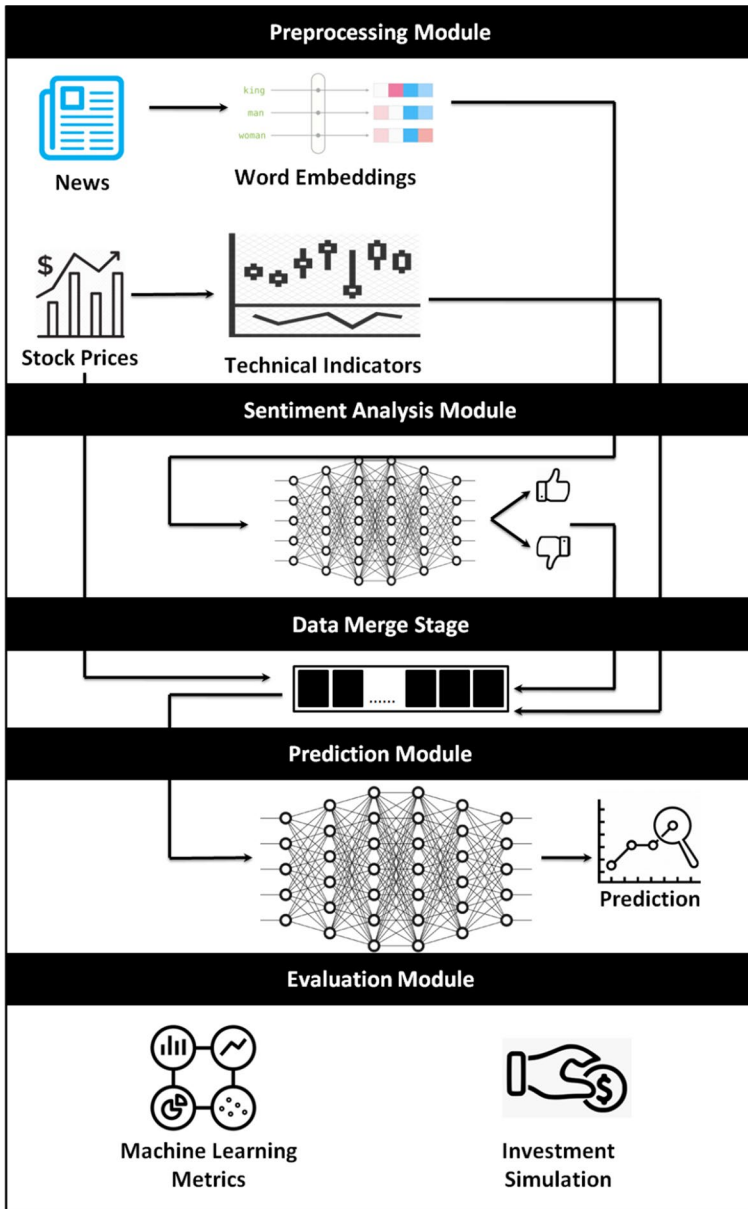 Preprocessing Module
king
man
woman
News
Word Embeddings
$
Stock Prices
Technical Indicators
Sentiment Analysis Module
Data Merge Stage
......
Prediction Module
Prediction
Evaluation Module
$
Machine Learning
Metrics
Investment
Simulation